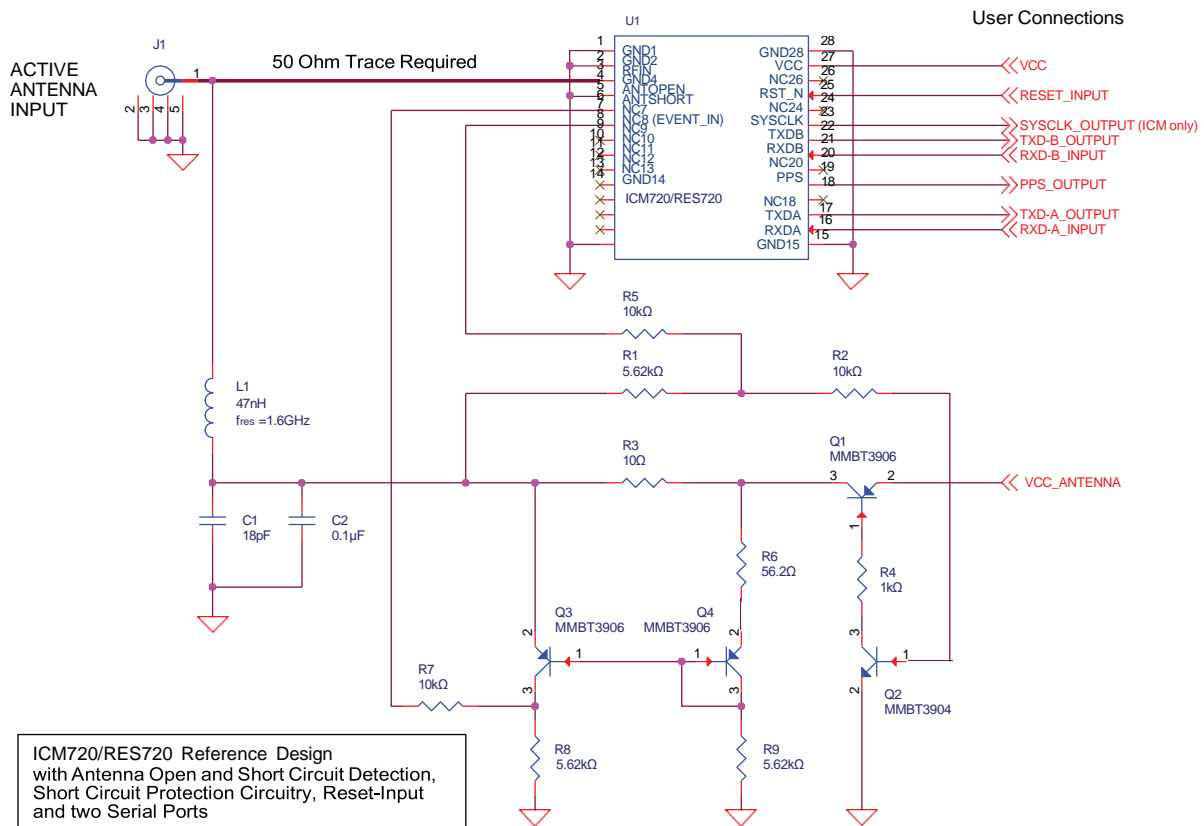 User Connections
U1
J1
ACTIVE
ANTENNA
INPUT
1
2
3
4
5
50 Ohm Trace Required
1
2
3
4
5
6
7
8
9
10
11
12
13
14
GND1
GND2
RFIN
GND4
ANTOPEN
ANTSHORT
NC7
NC8 (EVENT_IN)
NC9
NC10
NC11
NC12
NC13
GND14
ICM720/RES720
GND28
VCC
NC26
RST_N
NC24
SYSCLK
TXDB
RXDB
NC20
PPS
NC18
TXDA
RXDA
GND15
28
27
26
25
24
23
22
21
20
19
18
17
16
15
VCC
RESET_INPUT
SYSCLK_OUTPUT (ICM only)
TXD-B_OUTPUT
RXD-B_INPUT
PPS_OUTPUT
TXD-A_OUTPUT
RXD-A_INPUT
R5
10kΩ
R1
5.62kΩ
R2
10kΩ
L1
47nH
fres =1.6GHz
R3
10Ω
Q1
MMBT3906
3
2
1
VCC_ANTENNA
C1
18pF
C2
0.1µF
R6
56.2Ω
R4
1kΩ
Q3
MMBT3906
2
1
3
Q4
MMBT3906
2
1
3
3
1
2
Q2
MMBT3904
R7
10kΩ
R8
5.62kΩ
R9
5.62kΩ
ICM720/RES720 Reference Design
with Antenna Open and Short Circuit Detection,
Short Circuit Protection Circuitry, Reset-Input
and two Serial Ports